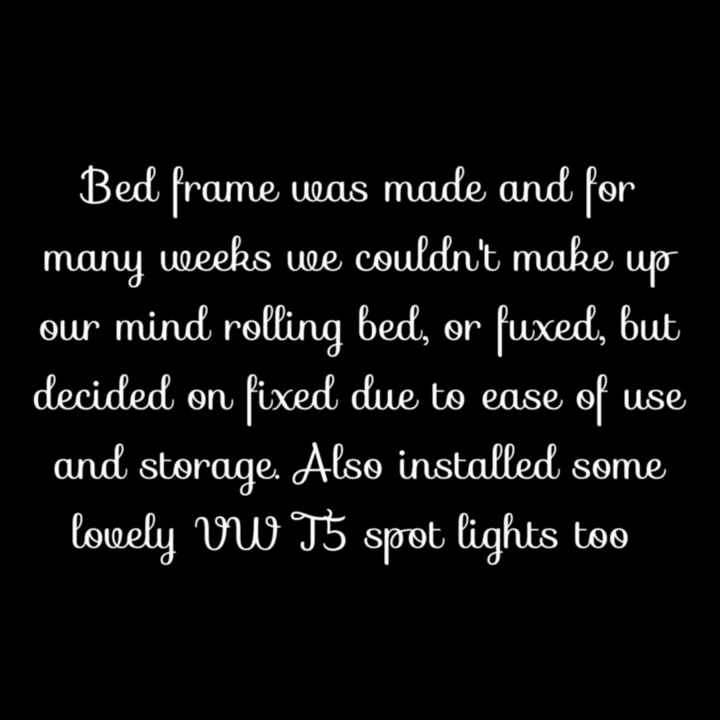 Bed frame was made and for
many weeks we couldn't make up
our mind rolling bed, or fuxed, but
decided on fixed due to ease of use
and storage. Also installed some
lovely VW T5 spot lights too